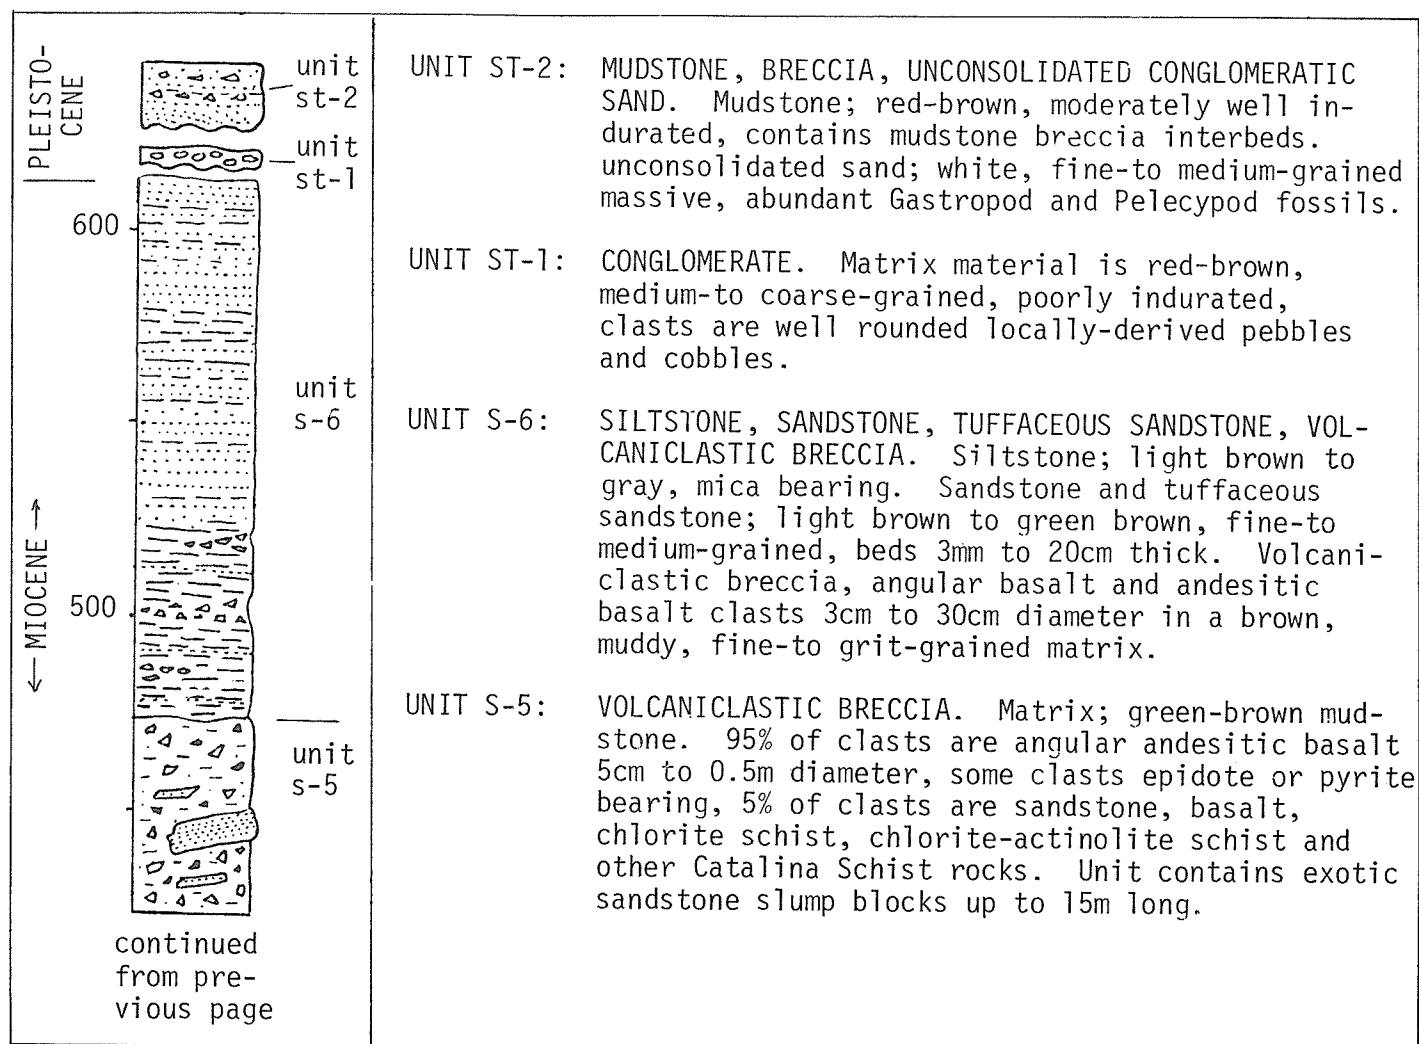 PLEISTO-
CENE
unit
st-2
unit
st-1
600
unit
s-6
← MIOCENE →
500
unit
s-5
continued
from pre-
vious page
UNIT ST-2: MUDSTONE, BRECCIA, UNCONSOLIDATED CONGLOMERATIC
SAND. Mudstone; red-brown, moderately well in-
durated, contains mudstone breccia interbeds.
unconsolidated sand; white, fine-to medium-grained
massive, abundant Gastropod and Pelecypod fossils.
UNIT ST-1: CONGLOMERATE. Matrix material is red-brown,
medium-to coarse-grained, poorly indurated,
clasts are well rounded locally-derived pebbles
and cobbles.
UNIT S-6: SILTSTONE, SANDSTONE, TUFFACEOUS SANDSTONE, VOL-
CANICLASTIC BRECCIA. Siltstone; light brown to
gray, mica bearing. Sandstone and tuffaceous
sandstone; light brown to green brown, fine-to
medium-grained, beds 3mm to 20cm thick. Volcani-
clastic breccia, angular basalt and andesitic
basalt clasts 3cm to 30cm diameter in a brown,
muddy, fine-to grit-grained matrix.
UNIT S-5: VOLCANICLASTIC BRECCIA. Matrix; green-brown mud-
stone. 95% of clasts are angular andesitic basalt
5cm to 0.5m diameter, some clasts epidote or pyrite
bearing, 5% of clasts are sandstone, basalt,
chlorite schist, chlorite-actinolite schist and
other Catalina Schist rocks. Unit contains exotic
sandstone slump blocks up to 15m long.